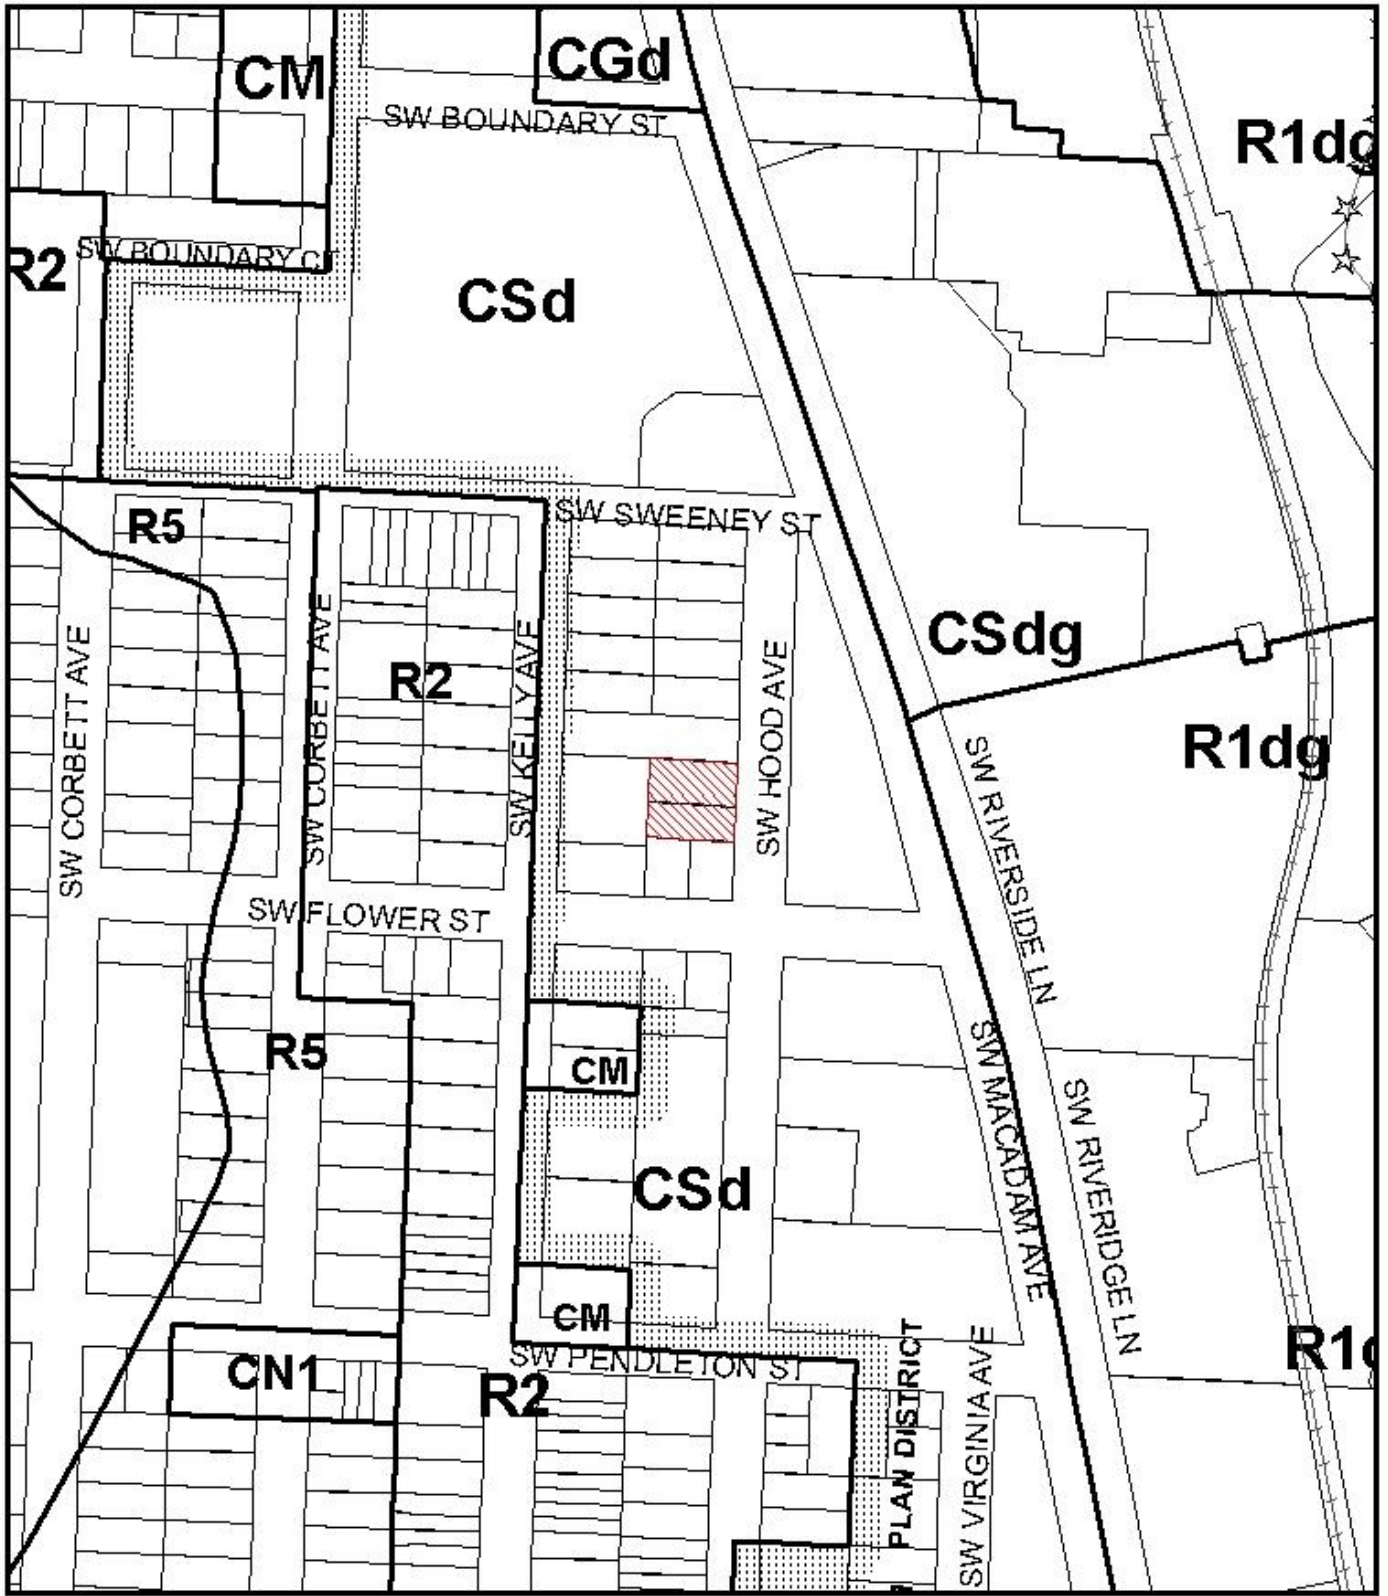 CM
CGd
SW BOUNDARY ST
R1dg
R2
SW BOUNDARY CT
CSd
R5
SW SWEENEY ST
SW CORBETT AVE
SW CORBETT AVE
R2
SW KELLY AVE
SW HOOD AVE
CSdg
R1dg
SW RIVERSIDE LN
SW FLOWER ST
R5
CM
SW MACADAM AVE
SW RIVERIDGE LN
CSd
CM
SW PENDLETON ST
CN1
R2
PLAN DISTRICT
SW VIRGINIA AVE